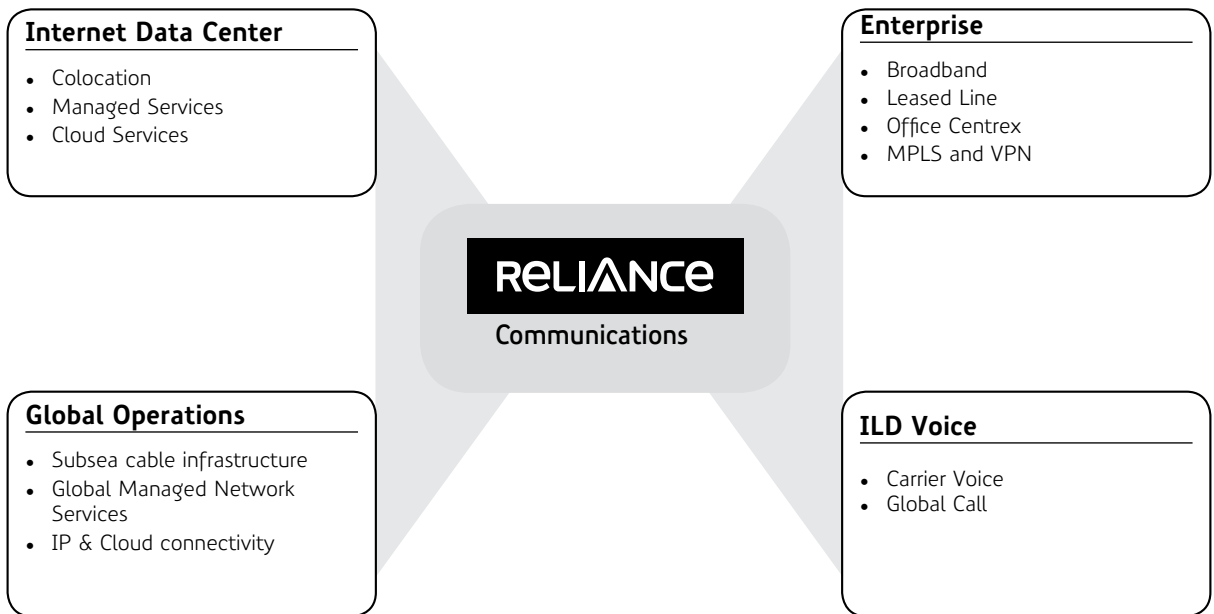 Internet Data Center
• Colocation
• Managed Services
• Cloud Services
Enterprise
• Broadband
• Leased Line
• Office Centrex
• MPLS and VPN
RELIANCE
Communications
Global Operations
• Subsea cable infrastructure
• Global Managed Network
Services
• IP & Cloud connectivity
ILD Voice
• Carrier Voice
• Global Call